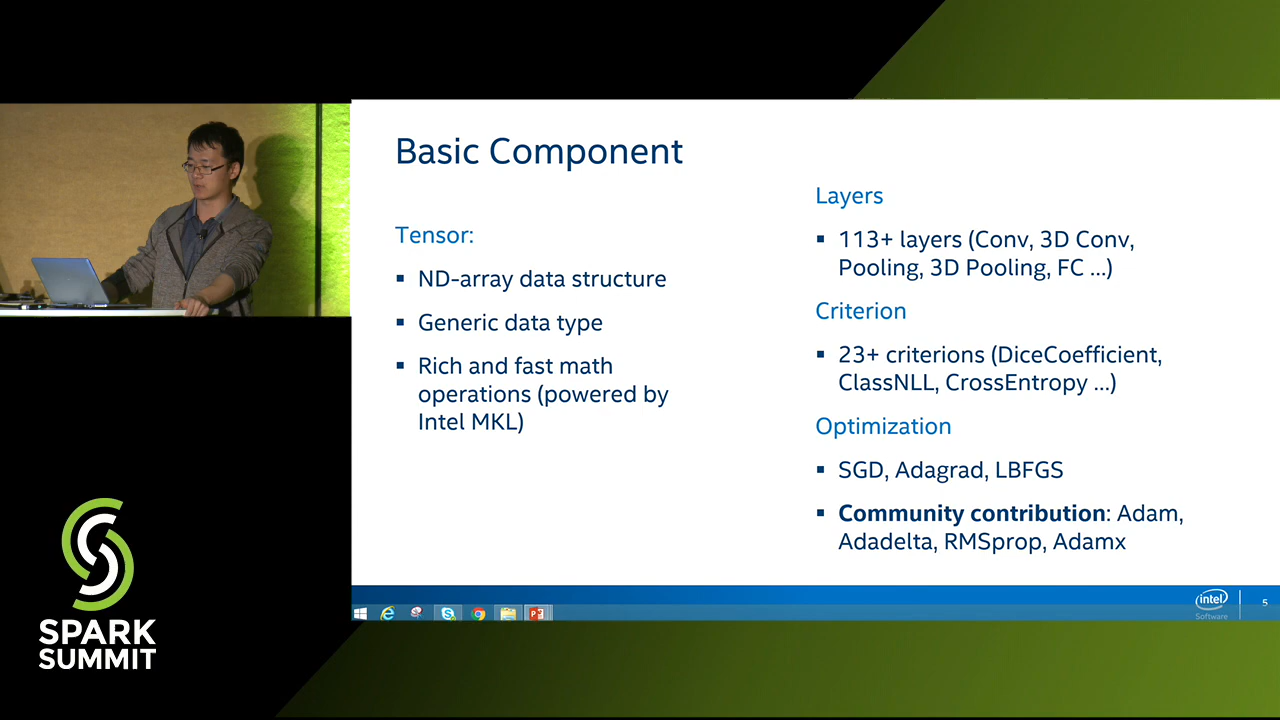 Basic Component
Tensor:
▪ ND-array data structure
▪ Generic data type
▪ Rich and fast math
operations (powered by
Intel MKL)
Layers
▪ 113+ layers (Conv, 3D Conv,
Pooling, 3D Pooling, FC ...)
Criterion
▪ 23+ criterions (DiceCoefficient,
ClassNLL, CrossEntropy ...)
Optimization
▪ SGD, Adagrad, LBFGS
▪ Community contribution: Adam,
Adadelta, RMSprop, Adamx
intel
Software
5
SPARK
SUMMIT